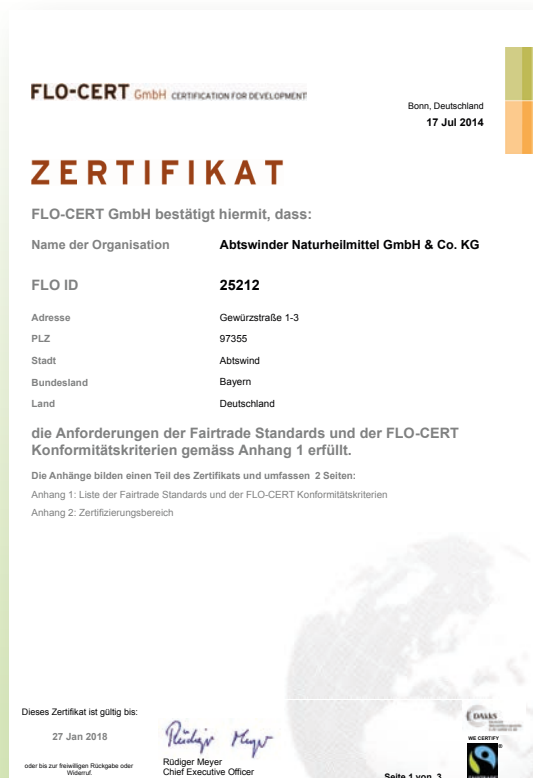 FLO-CERT GmbH CERTIFICATION FOR DEVELOPMENT
Bonn, Deutschland
17 Jul 2014
ZERTIFIKAT
FLO-CERT GmbH bestätigt hiermit, dass:
Name der Organisation Abtswinder Naturheilmittel GmbH & Co. KG
FLO ID 25212
Adresse Gewürzstraße 1-3
PLZ 97355
Stadt Abtswind
Bundesland Bayern
Land Deutschland
die Anforderungen der Fairtrade Standards und der FLO-CERT
Konformitätskriterien gemäss Anhang 1 erfüllt.
Die Anhänge bilden einen Teil des Zertifikats und umfassen 2 Seiten:
Anhang 1: Liste der Fairtrade Standards und der FLO-CERT Konformitätskriterien
Anhang 2: Zertifizierungsbereich
Dieses Zertifikat ist gültig bis:
27 Jan 2018
oder bis zur freiwilligen Rückgabe oder
Widerruf.
Rüdiger Meyer
Rüdiger Meyer
Chief Executive Officer
DAkkS
WE CERTIFY
Seite 1 von 3